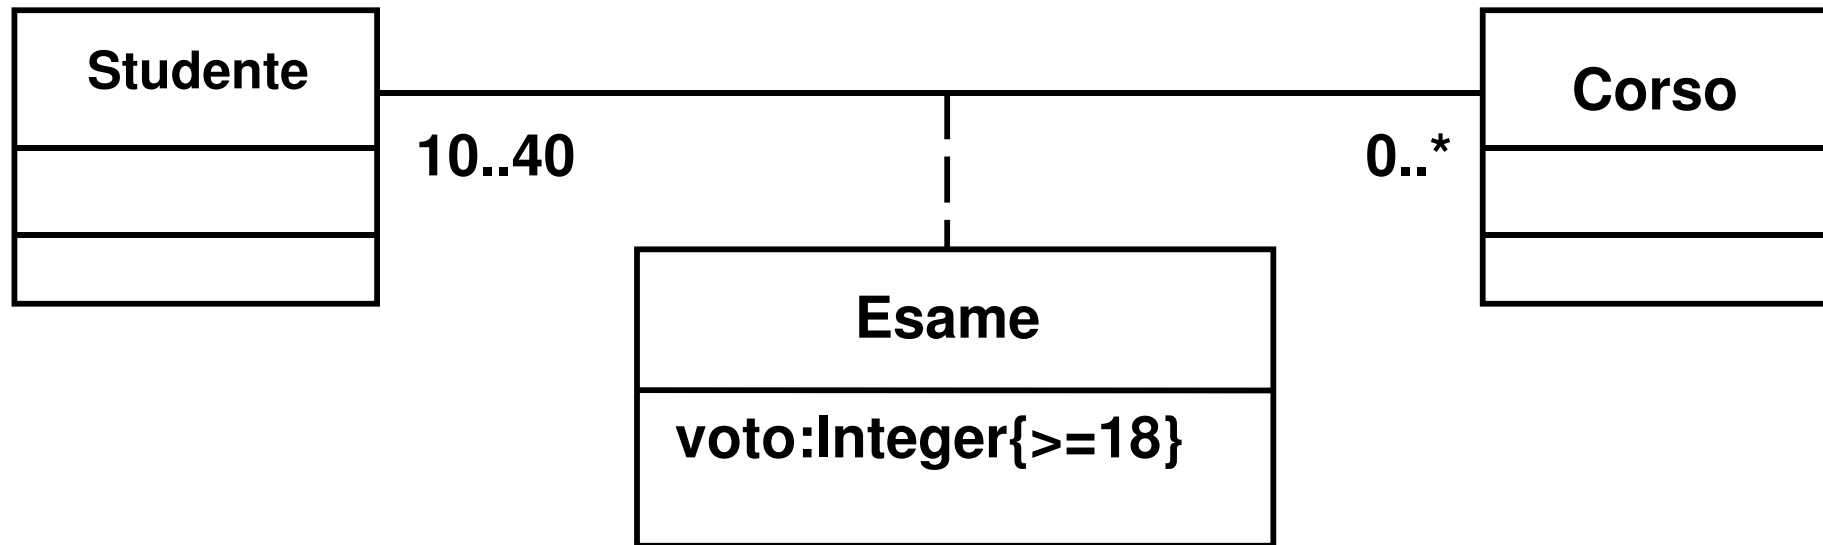 Studente
Corso
10..40
0..*
Esame
voto:Integer{>=18}